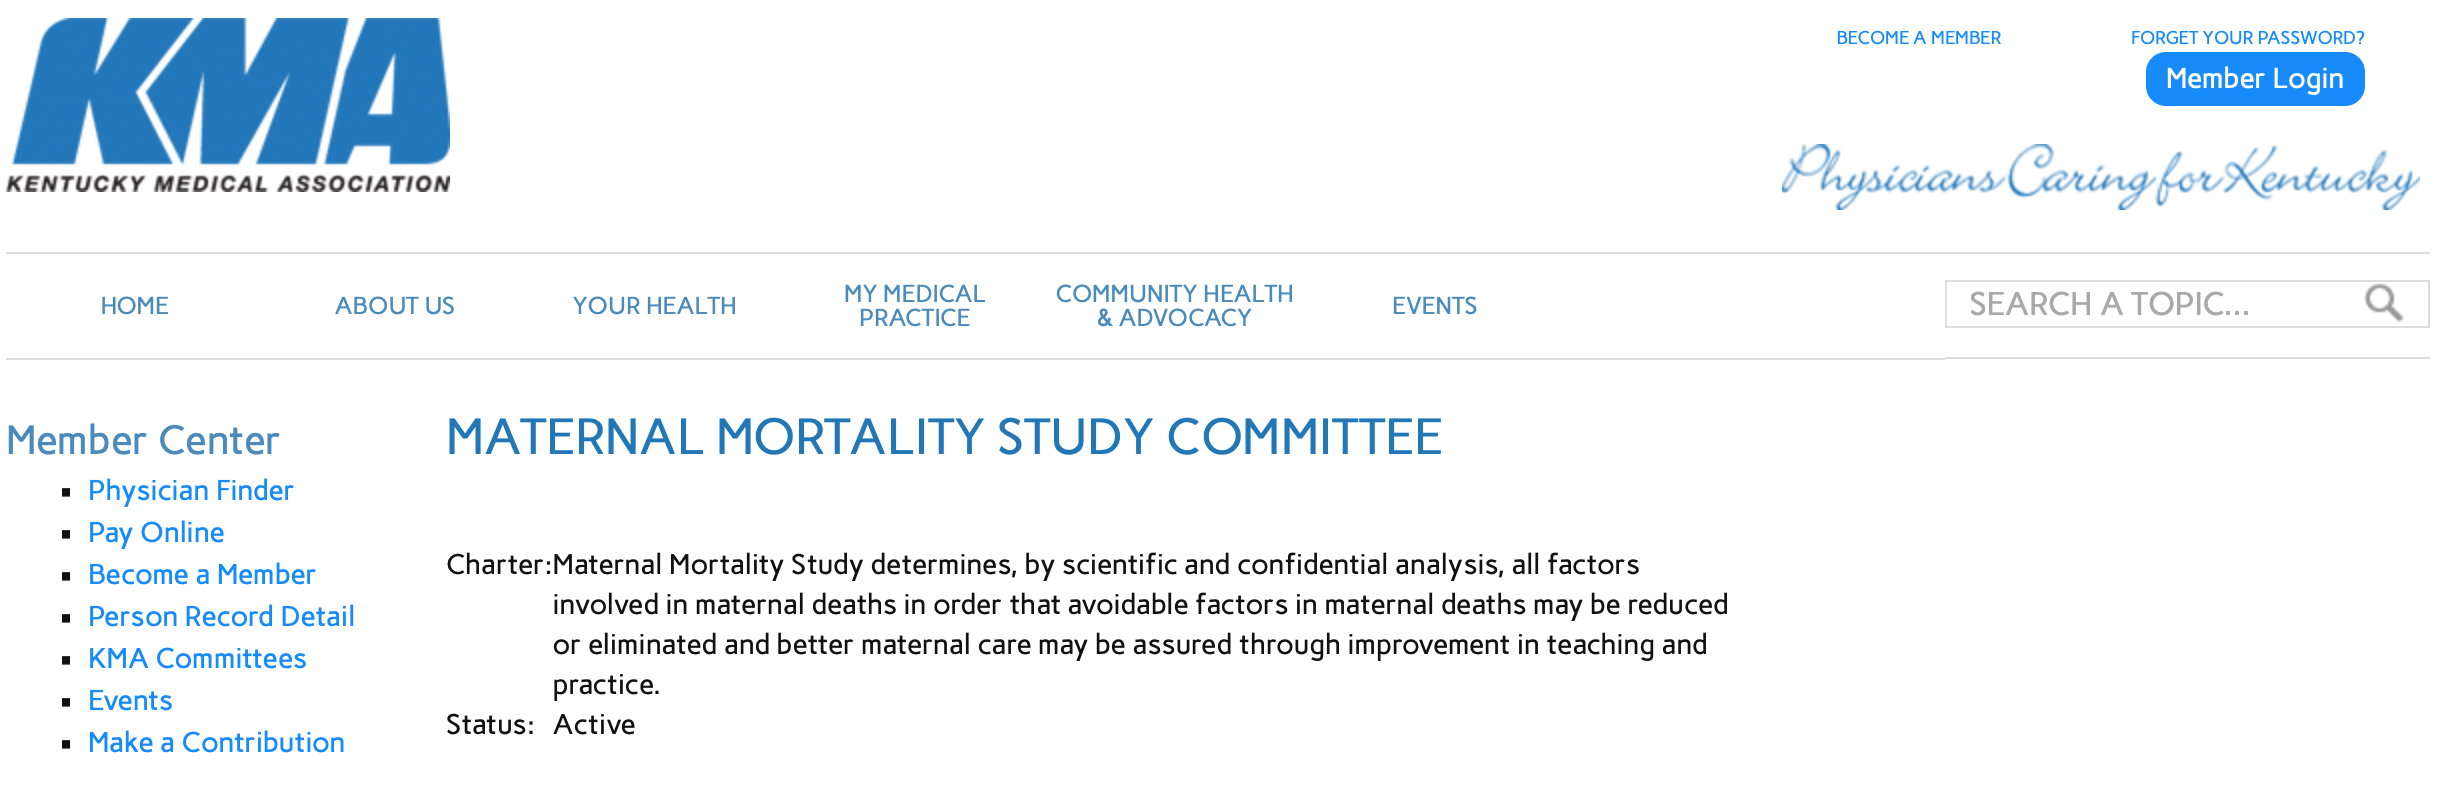 KMA
KENTUCKY MEDICAL ASSOCIATION
BECOME A MEMBER
FORGET YOUR PASSWORD?
Member Login
Physicians Caring for Kentucky
HOME
ABOUT US
YOUR HEALTH
MY MEDICAL
PRACTICE
COMMUNITY HEALTH
& ADVOCACY
EVENTS
SEARCH A TOPIC...
Member Center
Physician Finder
Pay Online
Become a Member
Person Record Detail
KMA Committees
Events
Make a Contribution
MATERNAL MORTALITY STUDY COMMITTEE
Charter:Maternal Mortality Study determines, by scientific and confidential analysis, all factors
involved in maternal deaths in order that avoidable factors in maternal deaths may be reduced
or eliminated and better maternal care may be assured through improvement in teaching and
practice.
Status: Active